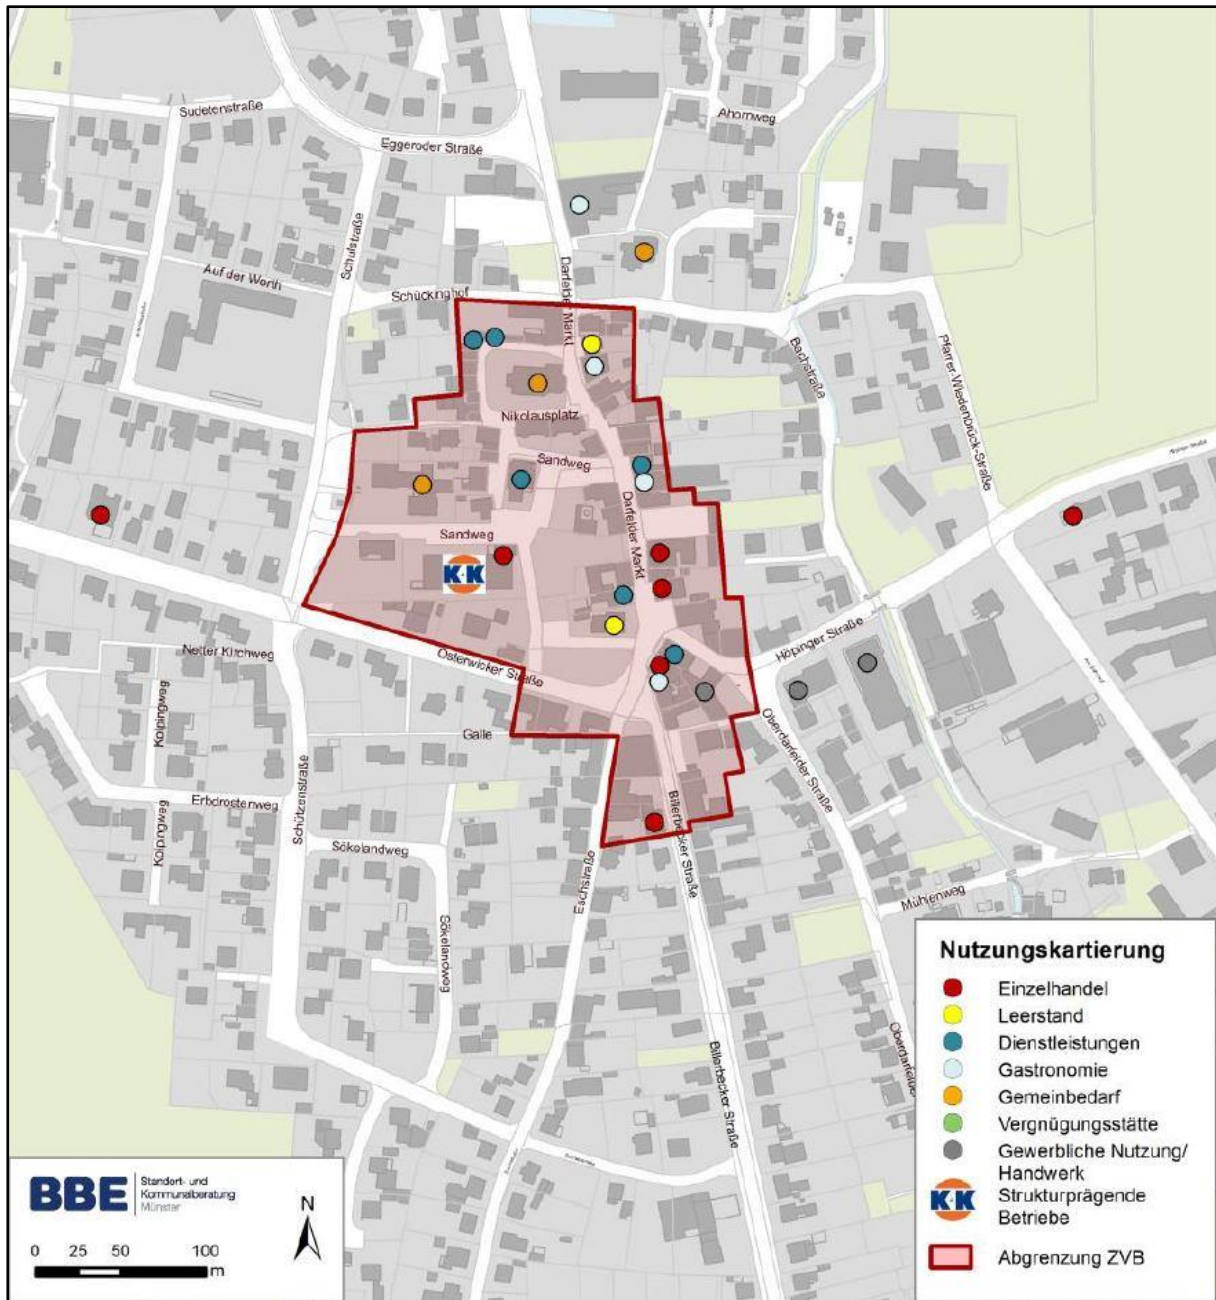 Sudetenstraße
Ahornweg
Eggeroder Straße
Schulstraße
Auf der Worth
Schückinghof
Darfelder Markt
Bachstraße
Pfarrer-Wiedenbrück-Straße
Nikolausplatz
Sandweg
Darfelder Markt
Sandweg
K+K
Höpinger Straße
Netter Kirchweg
Osterwicker Straße
Kolpingweg
Galle
Oberdarfelder Straße
Erbdrostenweg
Schützenstraße
Kolpingweg
Sökelandweg
Billerbecker Straße
Eschstraße
Mühlenweg
Sökelandweg
Billerbecker Straße
Oberdarfelder
Nutzungskartierung
Einzelhandel
Leerstand
Dienstleistungen
Gastronomie
Gemeinbedarf
Vergnügungsstätte
Gewerbliche Nutzung/
Handwerk
K+K
Strukturprägende
Betriebe
Abgrenzung ZVB
BBE
Standort- und
Kommunalberatung
Münster
N
0 25 50 100
m